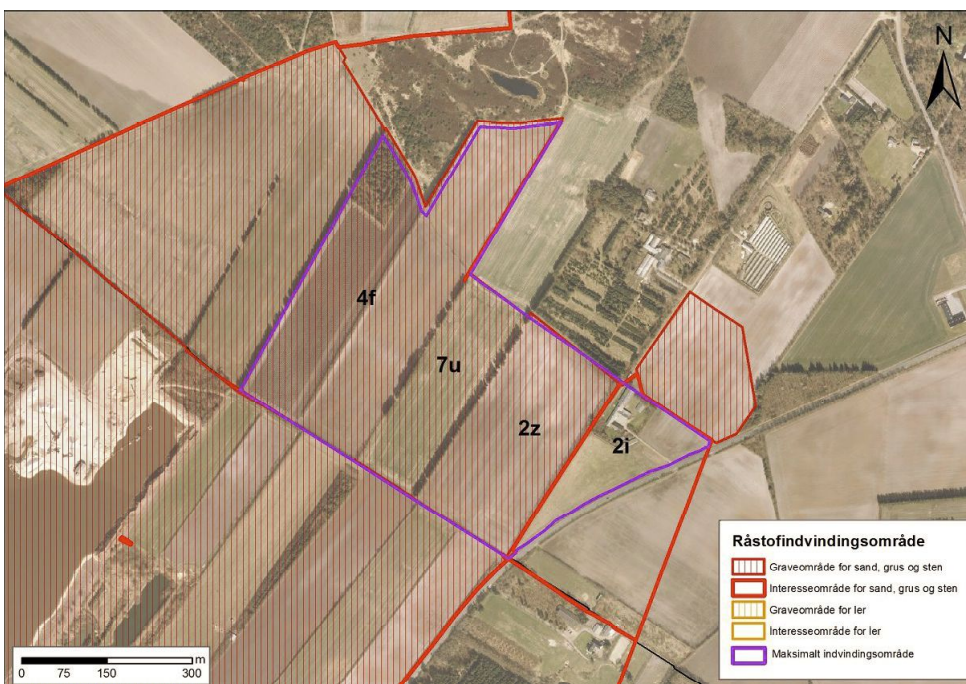 N
4f
7u
2z
2i
Råstofindvindingsområde
Graveområde for sand, grus og sten
Interesseområde for sand, grus og sten
Graveområde for ler
Interesseområde for ler
Maksimalt indvindingsområde
m
0 75 150 300